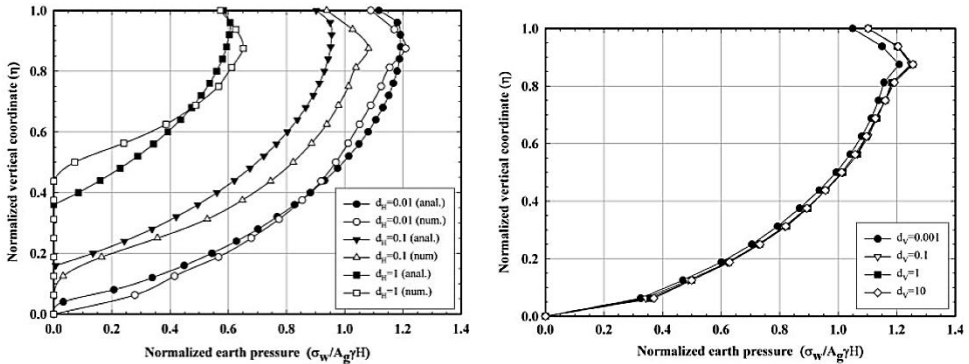 Normalized vertical coordinate (η)
1.0
0.8
0.6
0.4
0.2
0.0
0.0 0.2 0.4 0.6 0.8 1.0 1.2 1.4
Normalized earth pressure (σw/AgγH)
dH=0.01 (anal.)
dH=0.01 (num.)
dH=0.1 (anal.)
dH=0.1 (num)
dH=1 (anal.)
dH=1 (num.)
Normalized vertical coordinate (η)
1.0
0.8
0.6
0.4
0.2
0.0
0.0 0.2 0.4 0.6 0.8 1.0 1.2 1.4
Normalized earth pressure (σw/AgγH)
dV=0.001
dV=0.1
dV=1
dV=10